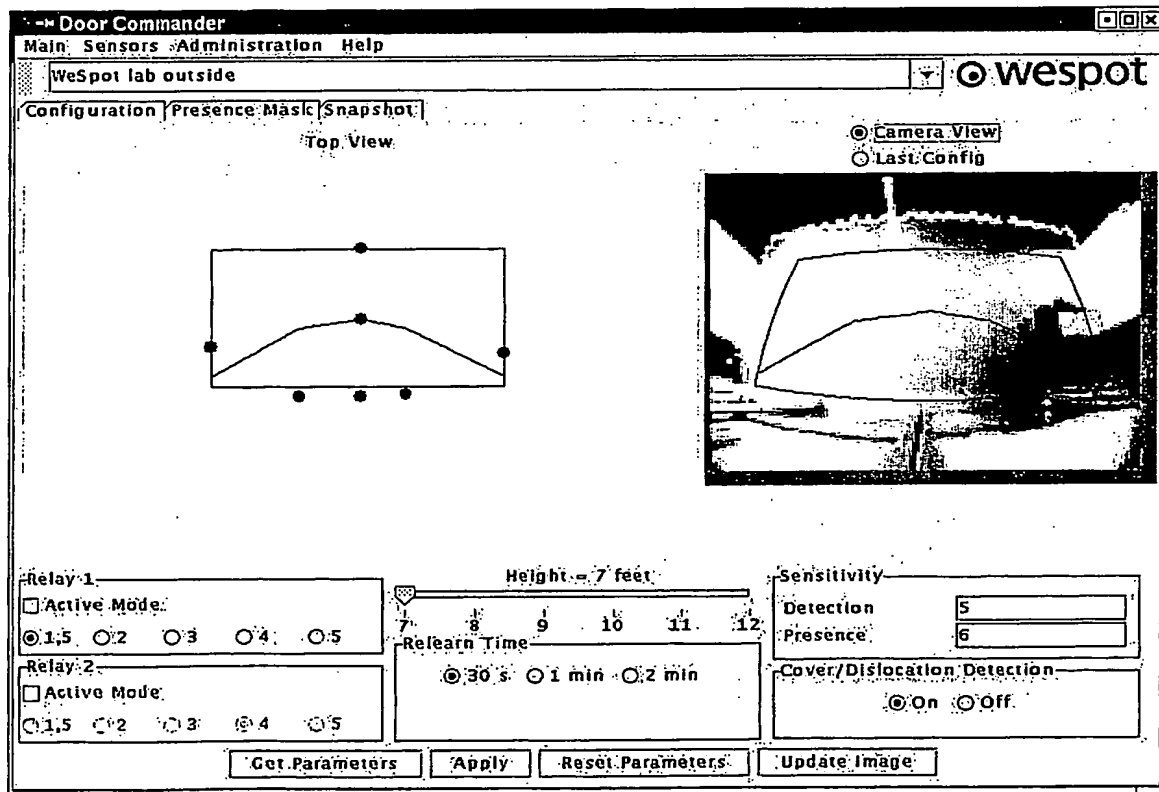 Door Commander
Main Sensors Administration Help
WeSpot lab outside
wespot
Configuration Presence Mask Snapshot
Top View
Camera View
Last Config
Relay 1
Active Mode
1,5 2 3 4 5
Relay 2
Active Mode
1,5 2 3 4 5
Height = 7 feet
7 8 9 10 11 12
Relearn Time
30 s 1 min 2 min
Sensitivity
Detection 5
Presence 6
Cover/Dislocation Detection
On Off
Get Parameters Apply Reset Parameters Update Image